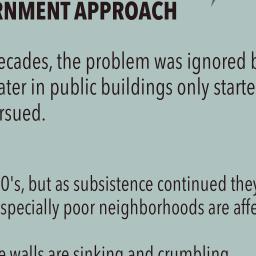 RNMENT APPROACH
ecades, the problem was ignored b
ater in public buildings only starte
rsued.
0's, but as subsistence continued they
specially poor neighborhoods are affe
e walls are sinking and crumbling